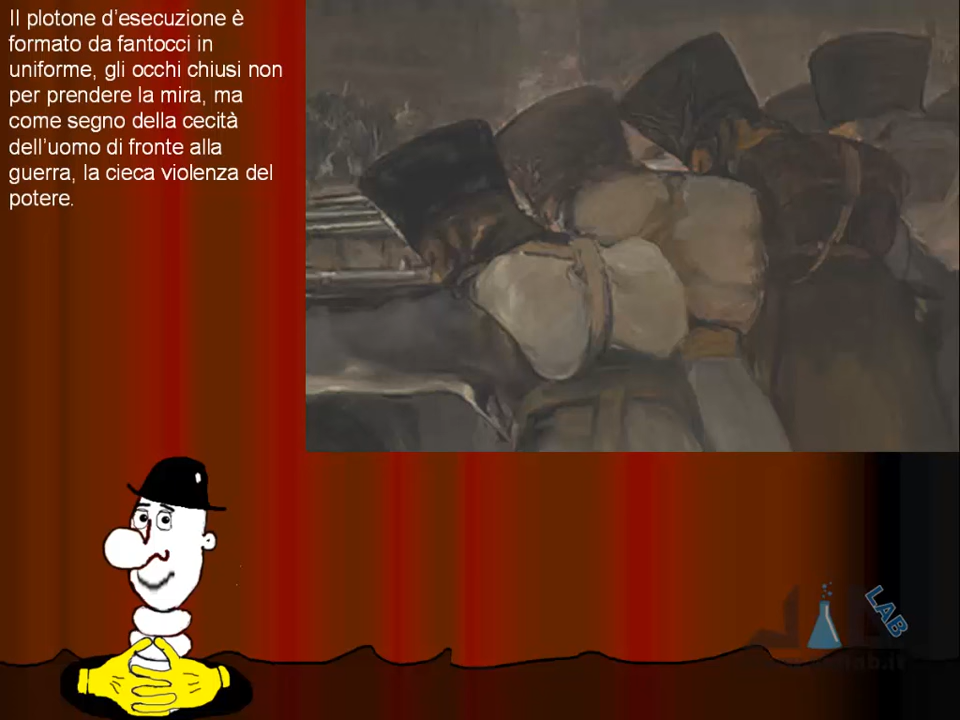 Il plotone d'esecuzione è
formato da fantocci in
uniforme, gli occhi chiusi non
per prendere la mira, ma
come segno della cecità
dell'uomo di fronte alla
guerra, la cieca violenza del
potere.
LAB